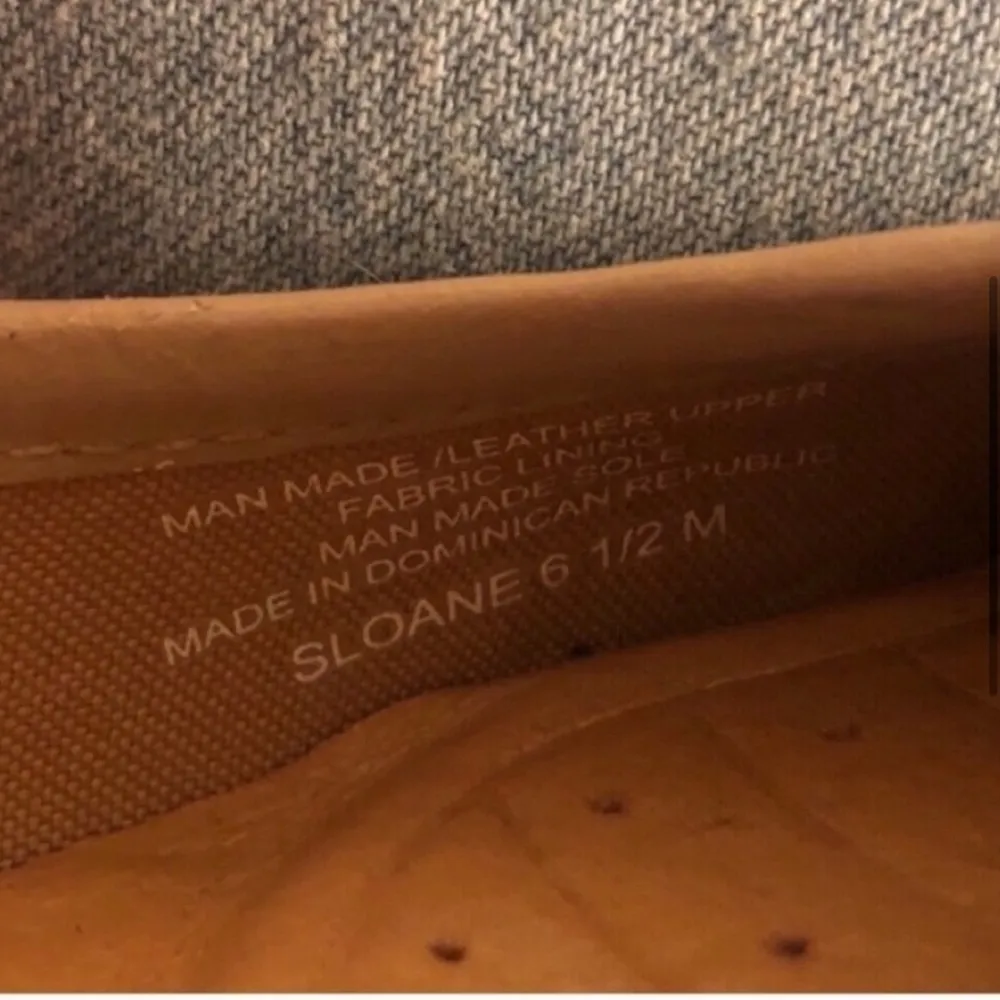 MAN MADE /LEATHER UPPER
FABRIC LINING
MAN MADE SOLE
MADE IN DOMINICAN REPUBLIC
SLOANE 6 1/2 M